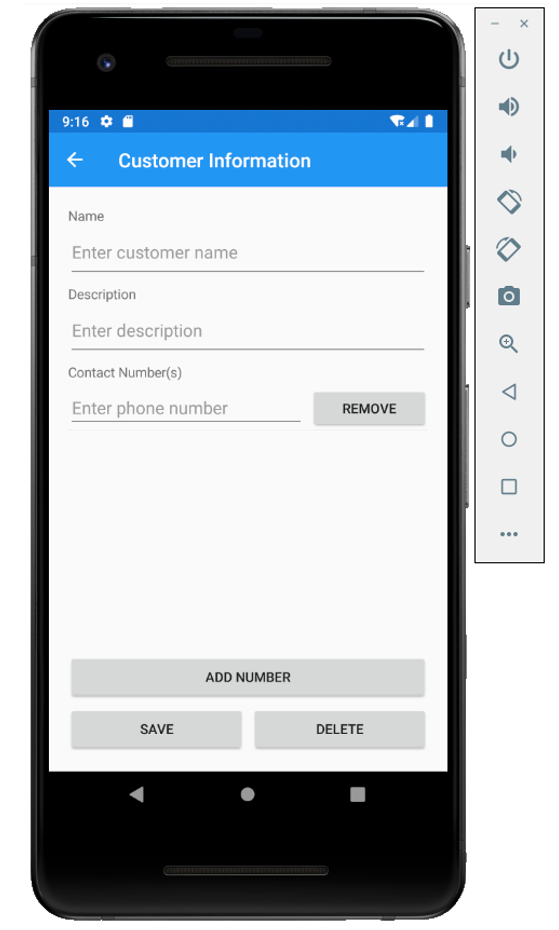 9:16
Customer Information
Name
Enter customer name
Description
Enter description
Contact Number(s)
Enter phone number REMOVE
ADD NUMBER
SAVE DELETE